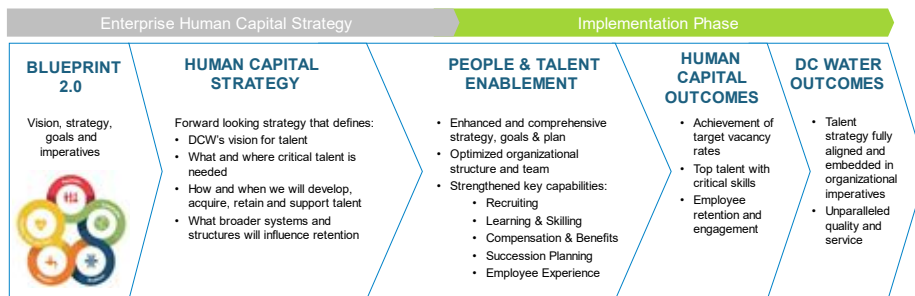 Enterprise Human Capital Strategy
Implementation Phase
BLUEPRINT
2.0
Vision, strategy,
goals and
imperatives
HUMAN CAPITAL
STRATEGY
Forward looking strategy that defines:
• DCW's vision for talent
• What and where critical talent is
needed
• How and when we will develop,
acquire, retain and support talent
• What broader systems and
structures will influence retention
PEOPLE & TALENT
ENABLEMENT
• Enhanced and comprehensive
strategy, goals & plan
• Optimized organizational
structure and team
• Strengthened key capabilities:
• Recruiting
• Learning & Skilling
• Compensation & Benefits
• Succession Planning
• Employee Experience
HUMAN
CAPITAL
OUTCOMES
• Achievement of
target vacancy
rates
• Top talent with
critical skills
• Employee
retention and
engagement
DC WATER
OUTCOMES
• Talent
strategy fully
aligned and
embedded in
organizational
imperatives
• Unparalleled
quality and
service